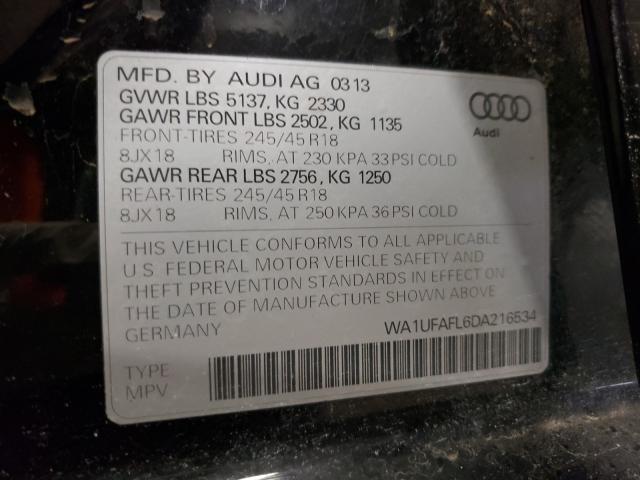 MFD. BY AUDI AG 0313
GVWR LBS 5137, KG 2330
GAWR FRONT LBS 2502, KG 1135
FRONT-TIRES 245/45 R18
8JX18 RIMS, AT 230 KPA 33 PSI COLD
GAWR REAR LBS 2756, KG 1250
REAR-TIRES 245/45 R18
8JX18 RIMS, AT 250 KPA 36 PSI COLD
Audi
THIS VEHICLE CONFORMS TO ALL APPLICABLE
U.S. FEDERAL MOTOR VEHICLE SAFETY AND
THEFT PREVENTION STANDARDS IN EFFECT ON
THE DATE OF MANUFACTURE SHOWN ABOVE
GERMANY WA1UFAFL6DA216534
TYPE
MPV